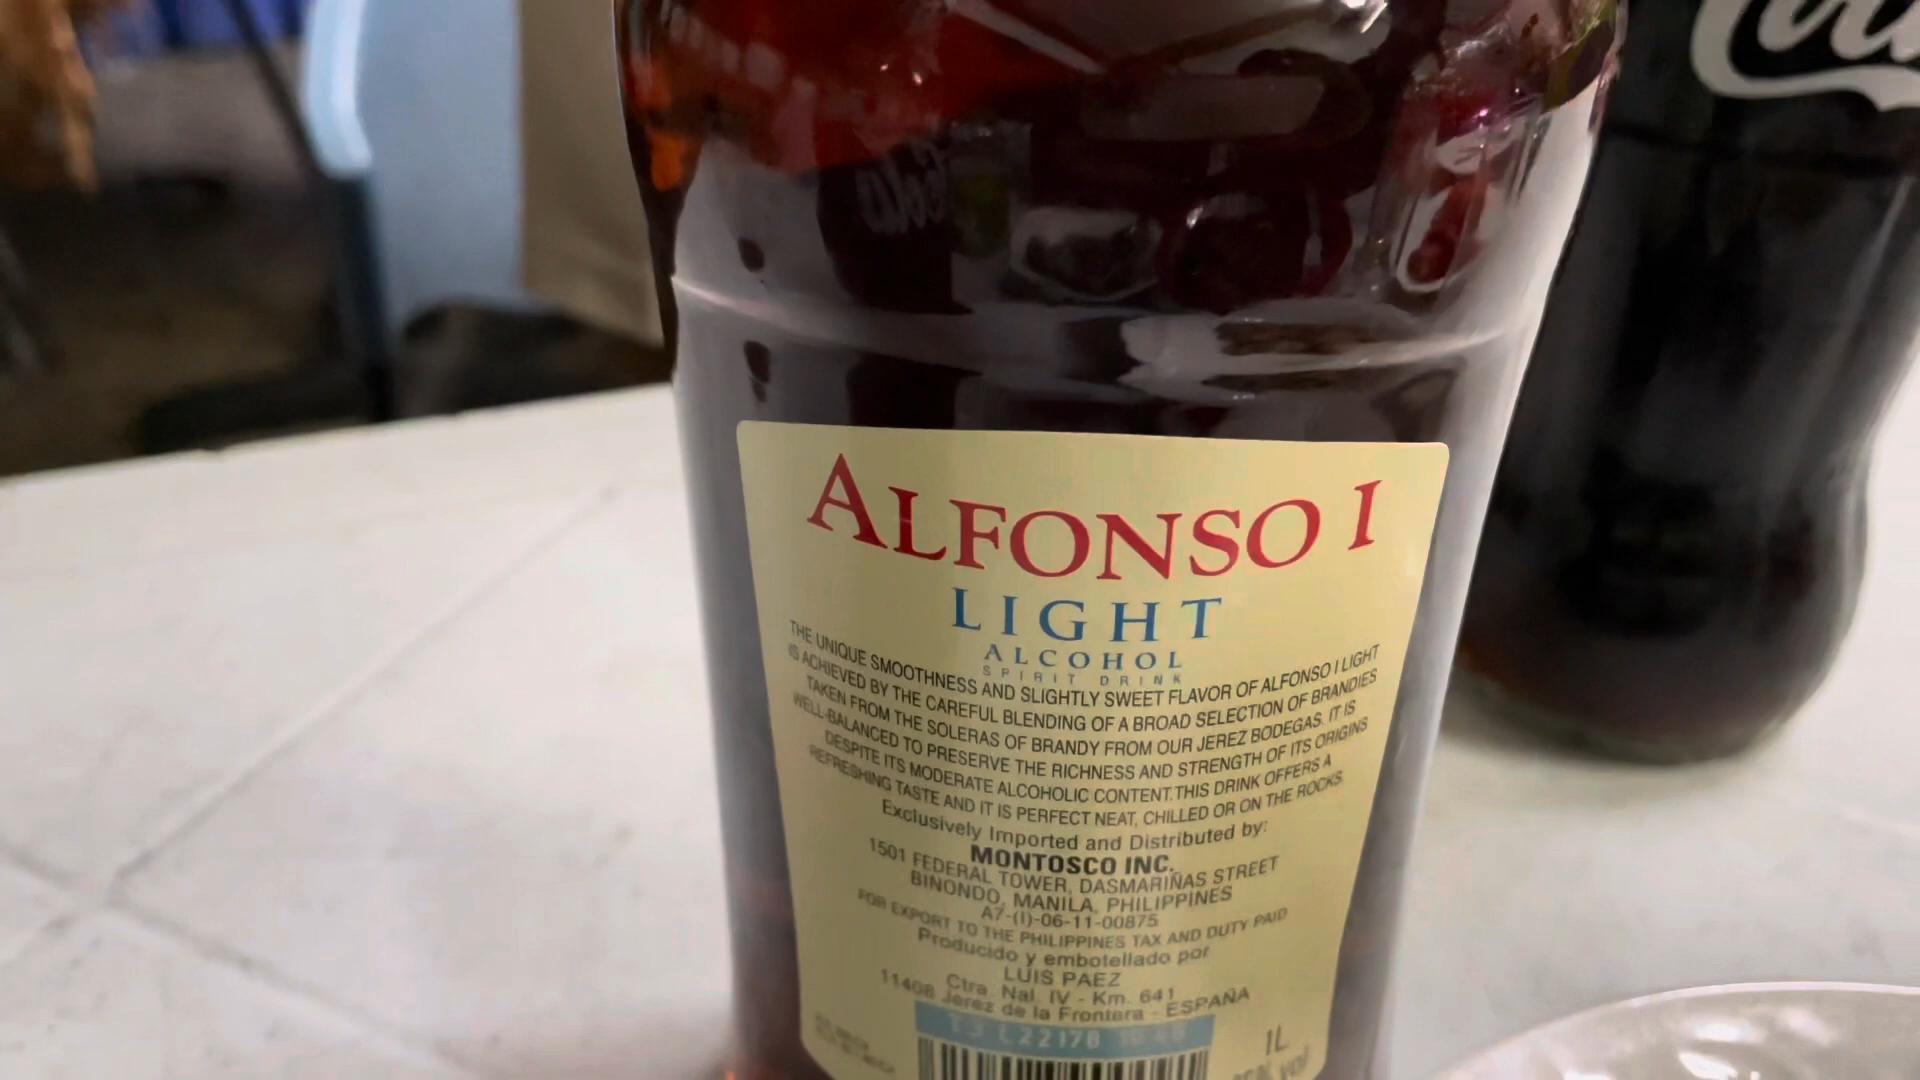 ALFONSO I
LIGHT
ALCOHOL
SPIRIT DRINK
THE UNIQUE SMOOTHNESS AND SLIGHTLY SWEET FLAVOR OF ALFONSO I LIGHT
IS ACHIEVED BY THE CAREFUL BLENDING OF A BROAD SELECTION OF BRANDIES
TAKEN FROM THE SOLERAS OF BRANDY FROM OUR JEREZ BODEGAS. IT IS
WELL-BALANCED TO PRESERVE THE RICHNESS AND STRENGTH OF ITS ORIGINS
DESPITE ITS MODERATE ALCOHOLIC CONTENT. THIS DRINK OFFERS A
REFRESHING TASTE AND IT IS PERFECT NEAT, CHILLED OR ON THE ROCKS.
Exclusively Imported and Distributed by:
MONTOSCO INC.
1501 FEDERAL TOWER, DASMARIÑAS STREET
BINONDO, MANILA, PHILIPPINES
A7-(I)-06-11-00875
FOR EXPORT TO THE PHILIPPINES TAX AND DUTY PAID
Producido y embotellado por
LUIS PAEZ
Ctra. Nal. IV - Km. 641
11408 Jerez de la Frontera - ESPAÑA
L22178
1L